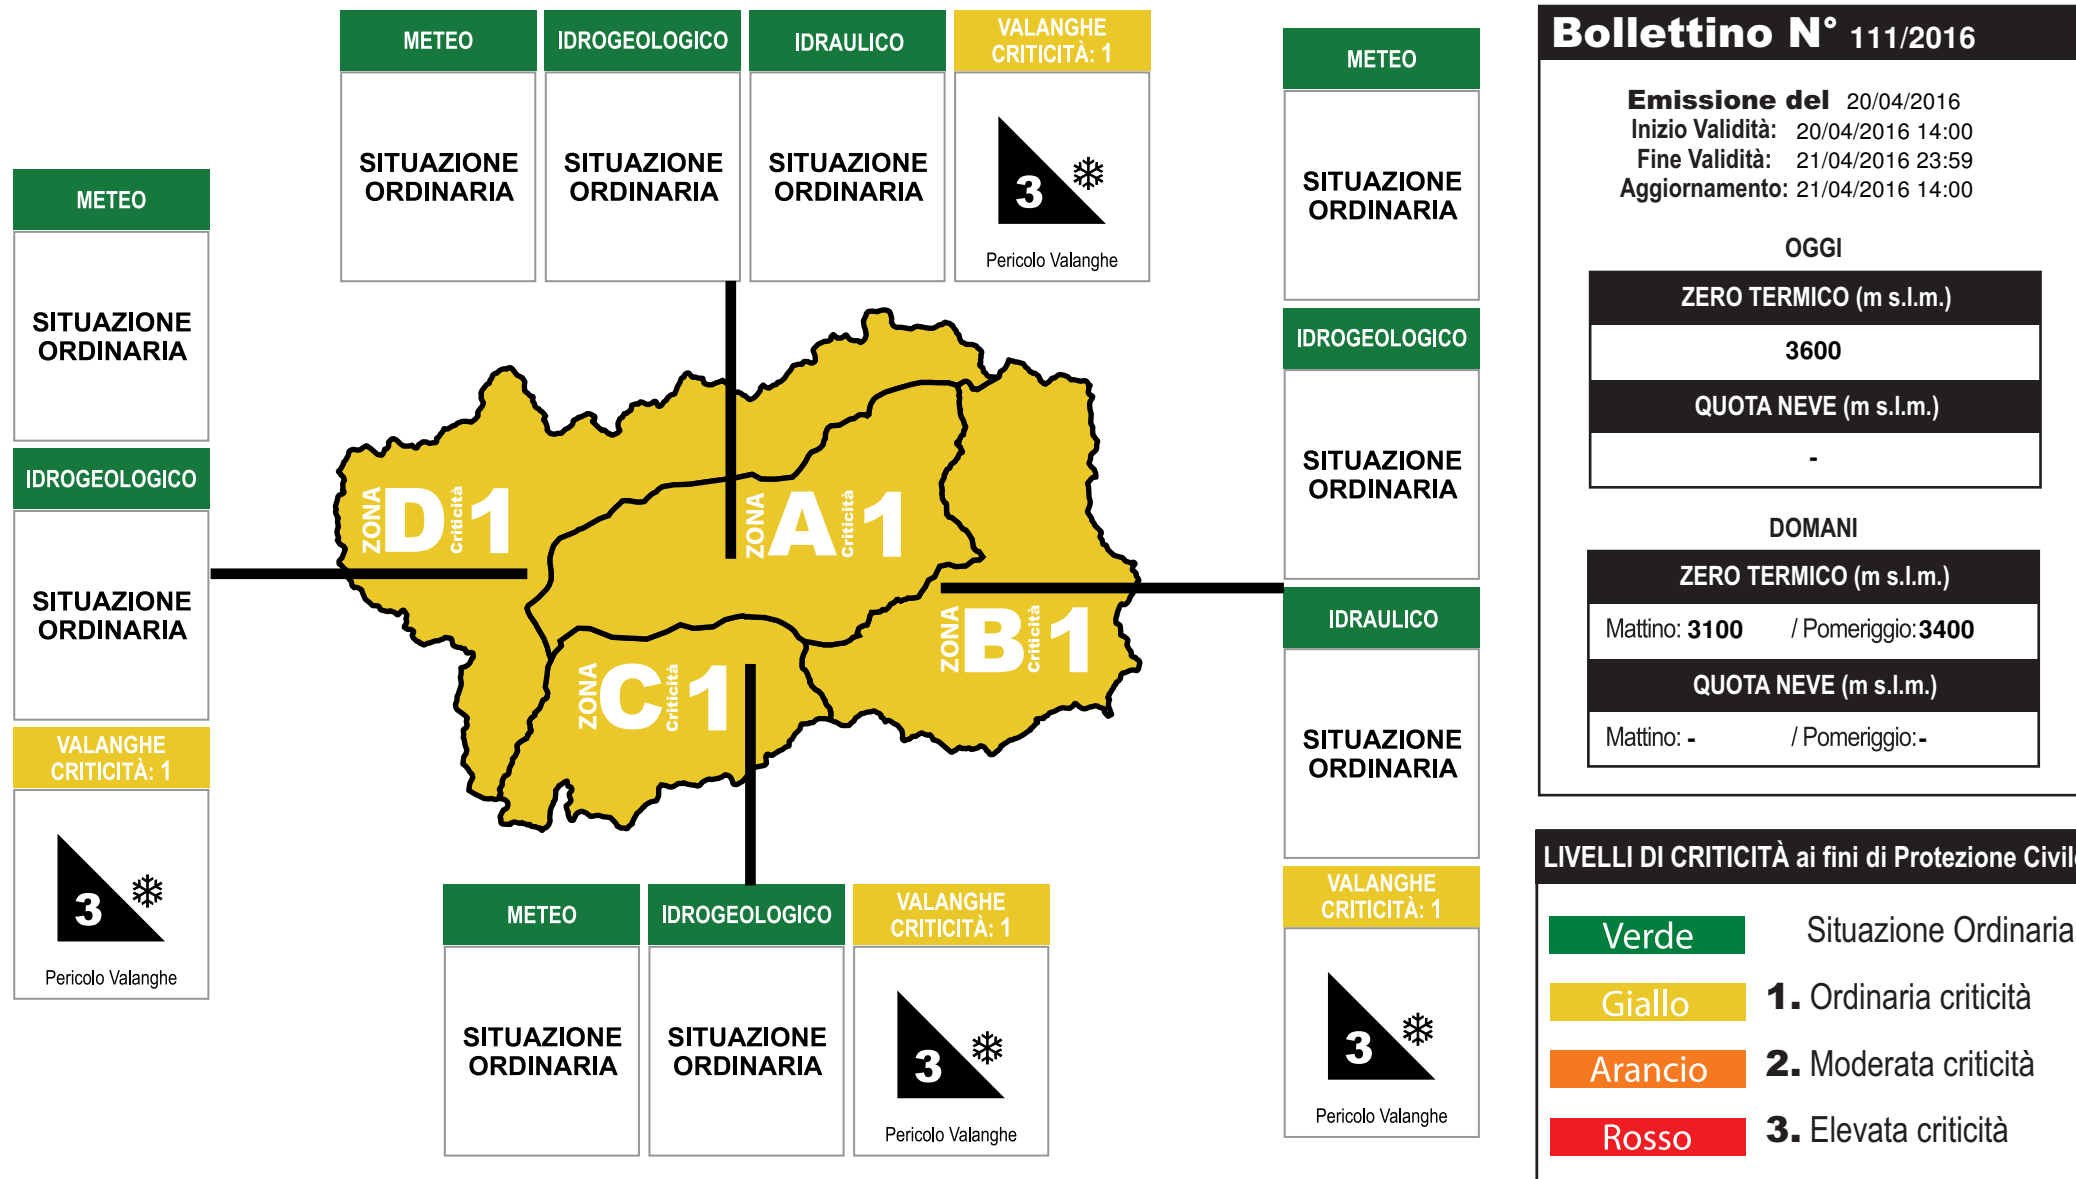 METEO
SITUAZIONE
ORDINARIA
IDROGEOLOGICO
SITUAZIONE
ORDINARIA
IDRAULICO
SITUAZIONE
ORDINARIA
VALANGHE
CRITICITÀ: 1
3
Pericolo Valanghe
METEO
SITUAZIONE
ORDINARIA
IDROGEOLOGICO
SITUAZIONE
ORDINARIA
VALANGHE
CRITICITÀ: 1
3
Pericolo Valanghe
ZONA D Criticità 1
ZONA A Criticità 1
ZONA C Criticità 1
ZONA B Criticità 1
METEO
SITUAZIONE
ORDINARIA
IDROGEOLOGICO
SITUAZIONE
ORDINARIA
VALANGHE
CRITICITÀ: 1
3
Pericolo Valanghe
METEO
SITUAZIONE
ORDINARIA
IDROGEOLOGICO
SITUAZIONE
ORDINARIA
IDRAULICO
SITUAZIONE
ORDINARIA
VALANGHE
CRITICITÀ: 1
3
Pericolo Valanghe
Bollettino N° 111/2016
Emissione del 20/04/2016
Inizio Validità: 20/04/2016 14:00
Fine Validità: 21/04/2016 23:59
Aggiornamento: 21/04/2016 14:00
OGGI
ZERO TERMICO (m s.l.m.)
3600
QUOTA NEVE (m s.l.m.)
-
DOMANI
ZERO TERMICO (m s.l.m.)
Mattino: 3100 / Pomeriggio: 3400
QUOTA NEVE (m s.l.m.)
Mattino: - / Pomeriggio: -
LIVELLI DI CRITICITÀ ai fini di Protezione Civile
Verde Situazione Ordinaria
Giallo 1. Ordinaria criticità
Arancio 2. Moderata criticità
Rosso 3. Elevata criticità